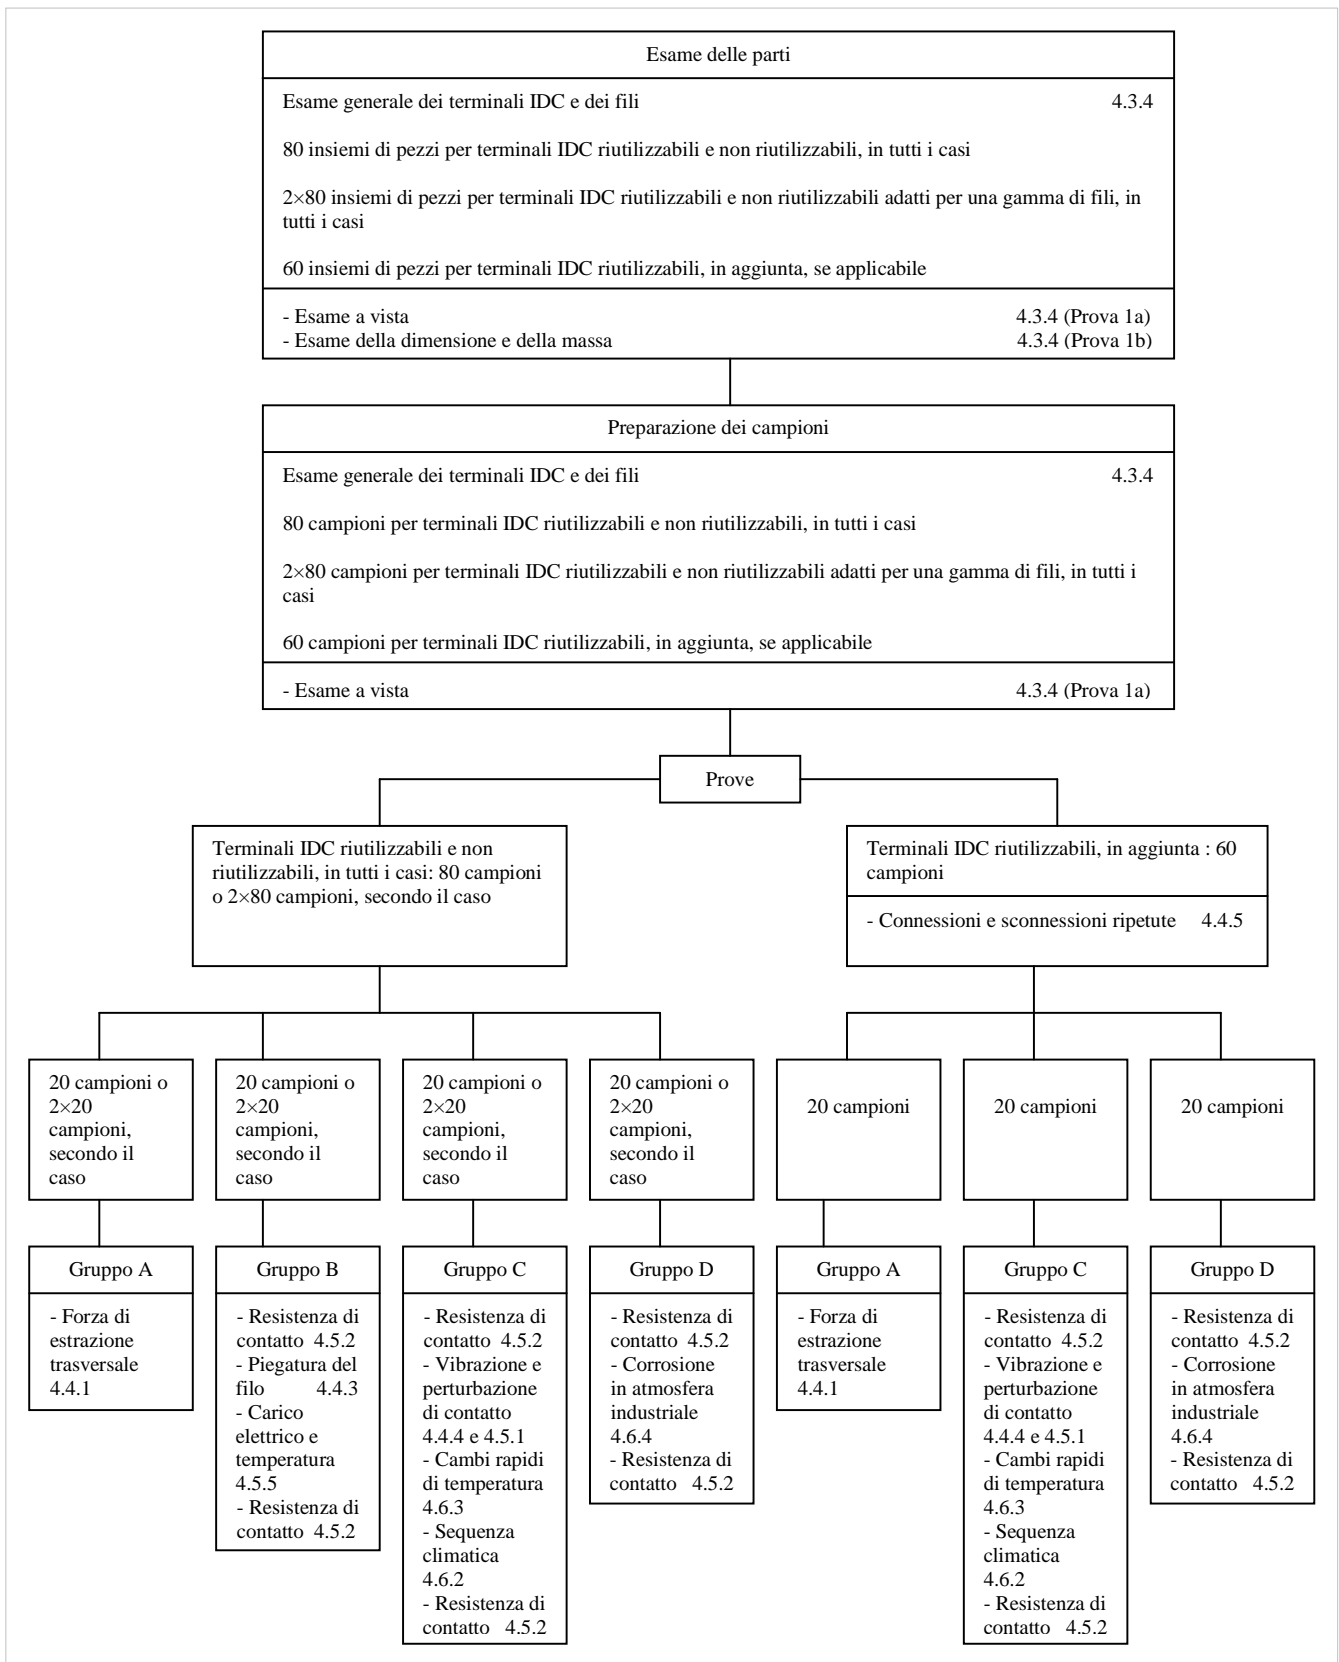 Esame delle parti
Esame generale dei terminali IDC e dei fili 4.3.4
80 insiemi di pezzi per terminali IDC riutilizzabili e non riutilizzabili, in tutti i casi
2×80 insiemi di pezzi per terminali IDC riutilizzabili e non riutilizzabili adatti per una gamma di fili, in
tutti i casi
60 insiemi di pezzi per terminali IDC riutilizzabili, in aggiunta, se applicabile
- Esame a vista 4.3.4 (Prova 1a)
- Esame della dimensione e della massa 4.3.4 (Prova 1b)
Preparazione dei campioni
Esame generale dei terminali IDC e dei fili 4.3.4
80 campioni per terminali IDC riutilizzabili e non riutilizzabili, in tutti i casi
2×80 campioni per terminali IDC riutilizzabili e non riutilizzabili adatti per una gamma di fili, in tutti i
casi
60 campioni per terminali IDC riutilizzabili, in aggiunta, se applicabile
- Esame a vista 4.3.4 (Prova 1a)
Prove
Terminali IDC riutilizzabili e non
riutilizzabili, in tutti i casi: 80 campioni
o 2×80 campioni, secondo il caso
Terminali IDC riutilizzabili, in aggiunta : 60
campioni
- Connessioni e sconnessioni ripetute 4.4.5
20 campioni o
2×20
campioni,
secondo il
caso
20 campioni o
2×20
campioni,
secondo il
caso
20 campioni o
2×20
campioni,
secondo il
caso
20 campioni o
2×20
campioni,
secondo il
caso
20 campioni
20 campioni
20 campioni
Gruppo A
- Forza di
estrazione
trasversale
4.4.1
Gruppo B
- Resistenza di
contatto 4.5.2
- Piegatura del
filo 4.4.3
- Carico
elettrico e
temperatura
4.5.5
- Resistenza di
contatto 4.5.2
Gruppo C
- Resistenza di
contatto 4.5.2
- Vibrazione e
perturbazione
di contatto
4.4.4 e 4.5.1
- Cambi rapidi
di temperatura
4.6.3
- Sequenza
climatica
4.6.2
- Resistenza di
contatto 4.5.2
Gruppo D
- Resistenza di
contatto 4.5.2
- Corrosione
in atmosfera
industriale
4.6.4
- Resistenza di
contatto 4.5.2
Gruppo A
- Forza di
estrazione
trasversale
4.4.1
Gruppo C
- Resistenza di
contatto 4.5.2
- Vibrazione e
perturbazione
di contatto
4.4.4 e 4.5.1
- Cambi rapidi
di temperatura
4.6.3
- Sequenza
climatica
4.6.2
- Resistenza di
contatto 4.5.2
Gruppo D
- Resistenza di
contatto 4.5.2
- Corrosione
in atmosfera
industriale
4.6.4
- Resistenza di
contatto 4.5.2